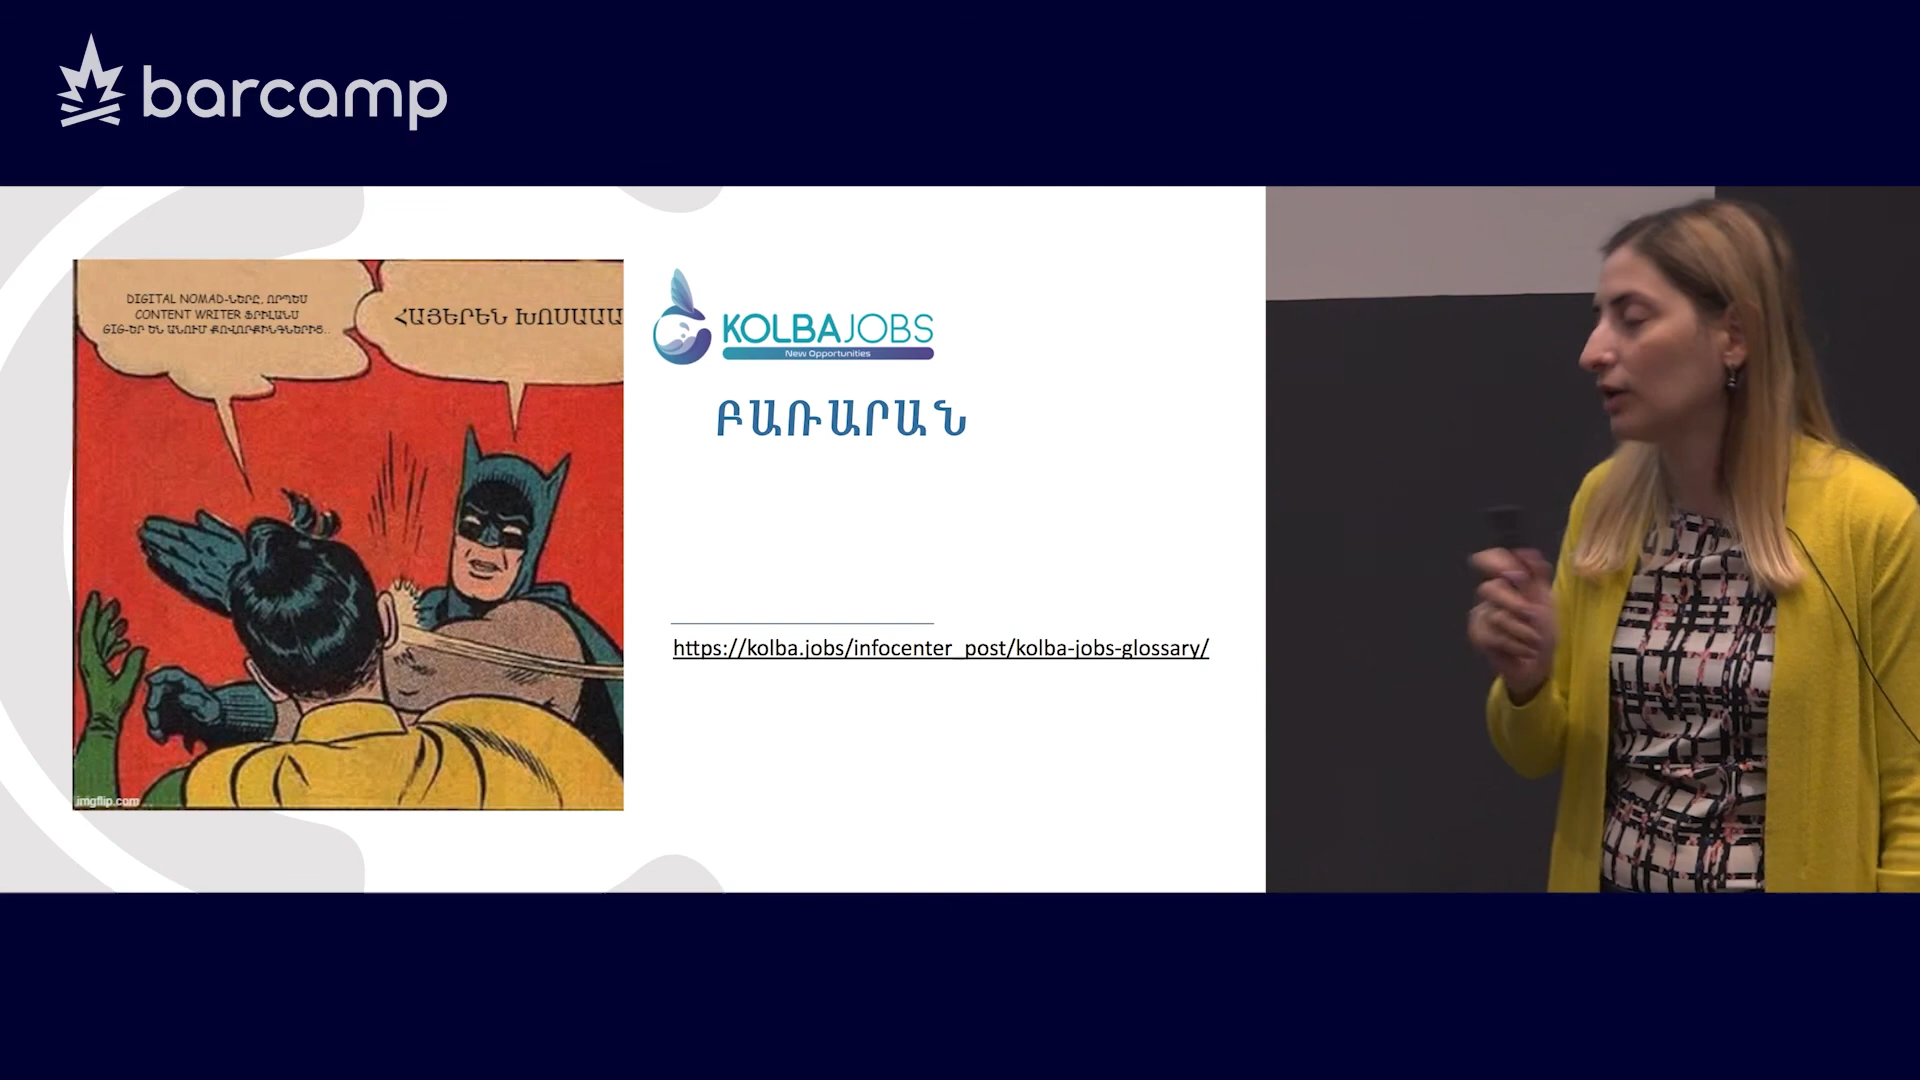 barcamp
DIGITAL NOMAD-ՆԵՐԸ, ՈՐՊԵՍ
CONTENT WRITER ՖՐԻԼԱՆՍ
GIG-ԵՐ ԵՆ ԱՆՈՒՄ ՔՈՎՈՐՔԻՆԳՆԵՐԻՑ..
ՀԱՅԵՐԵՆ ԽՈՍԱԱԱ
imgflip.com
KOLBAJOBS
New Opportunities
ԲԱՌԱՐԱՆ
https://kolba.jobs/infocenter_post/kolba-jobs-glossary/